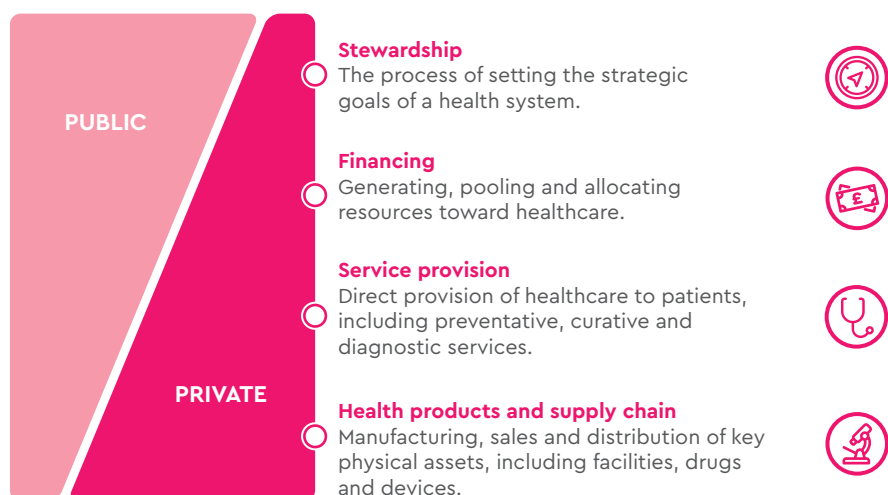 PUBLIC
PRIVATE
Stewardship
The process of setting the strategic
goals of a health system.
Financing
Generating, pooling and allocating
resources toward healthcare.
£
Service provision
Direct provision of healthcare to patients,
including preventative, curative and
diagnostic services.
Health products and supply chain
Manufacturing, sales and distribution of key
physical assets, including facilities, drugs
and devices.